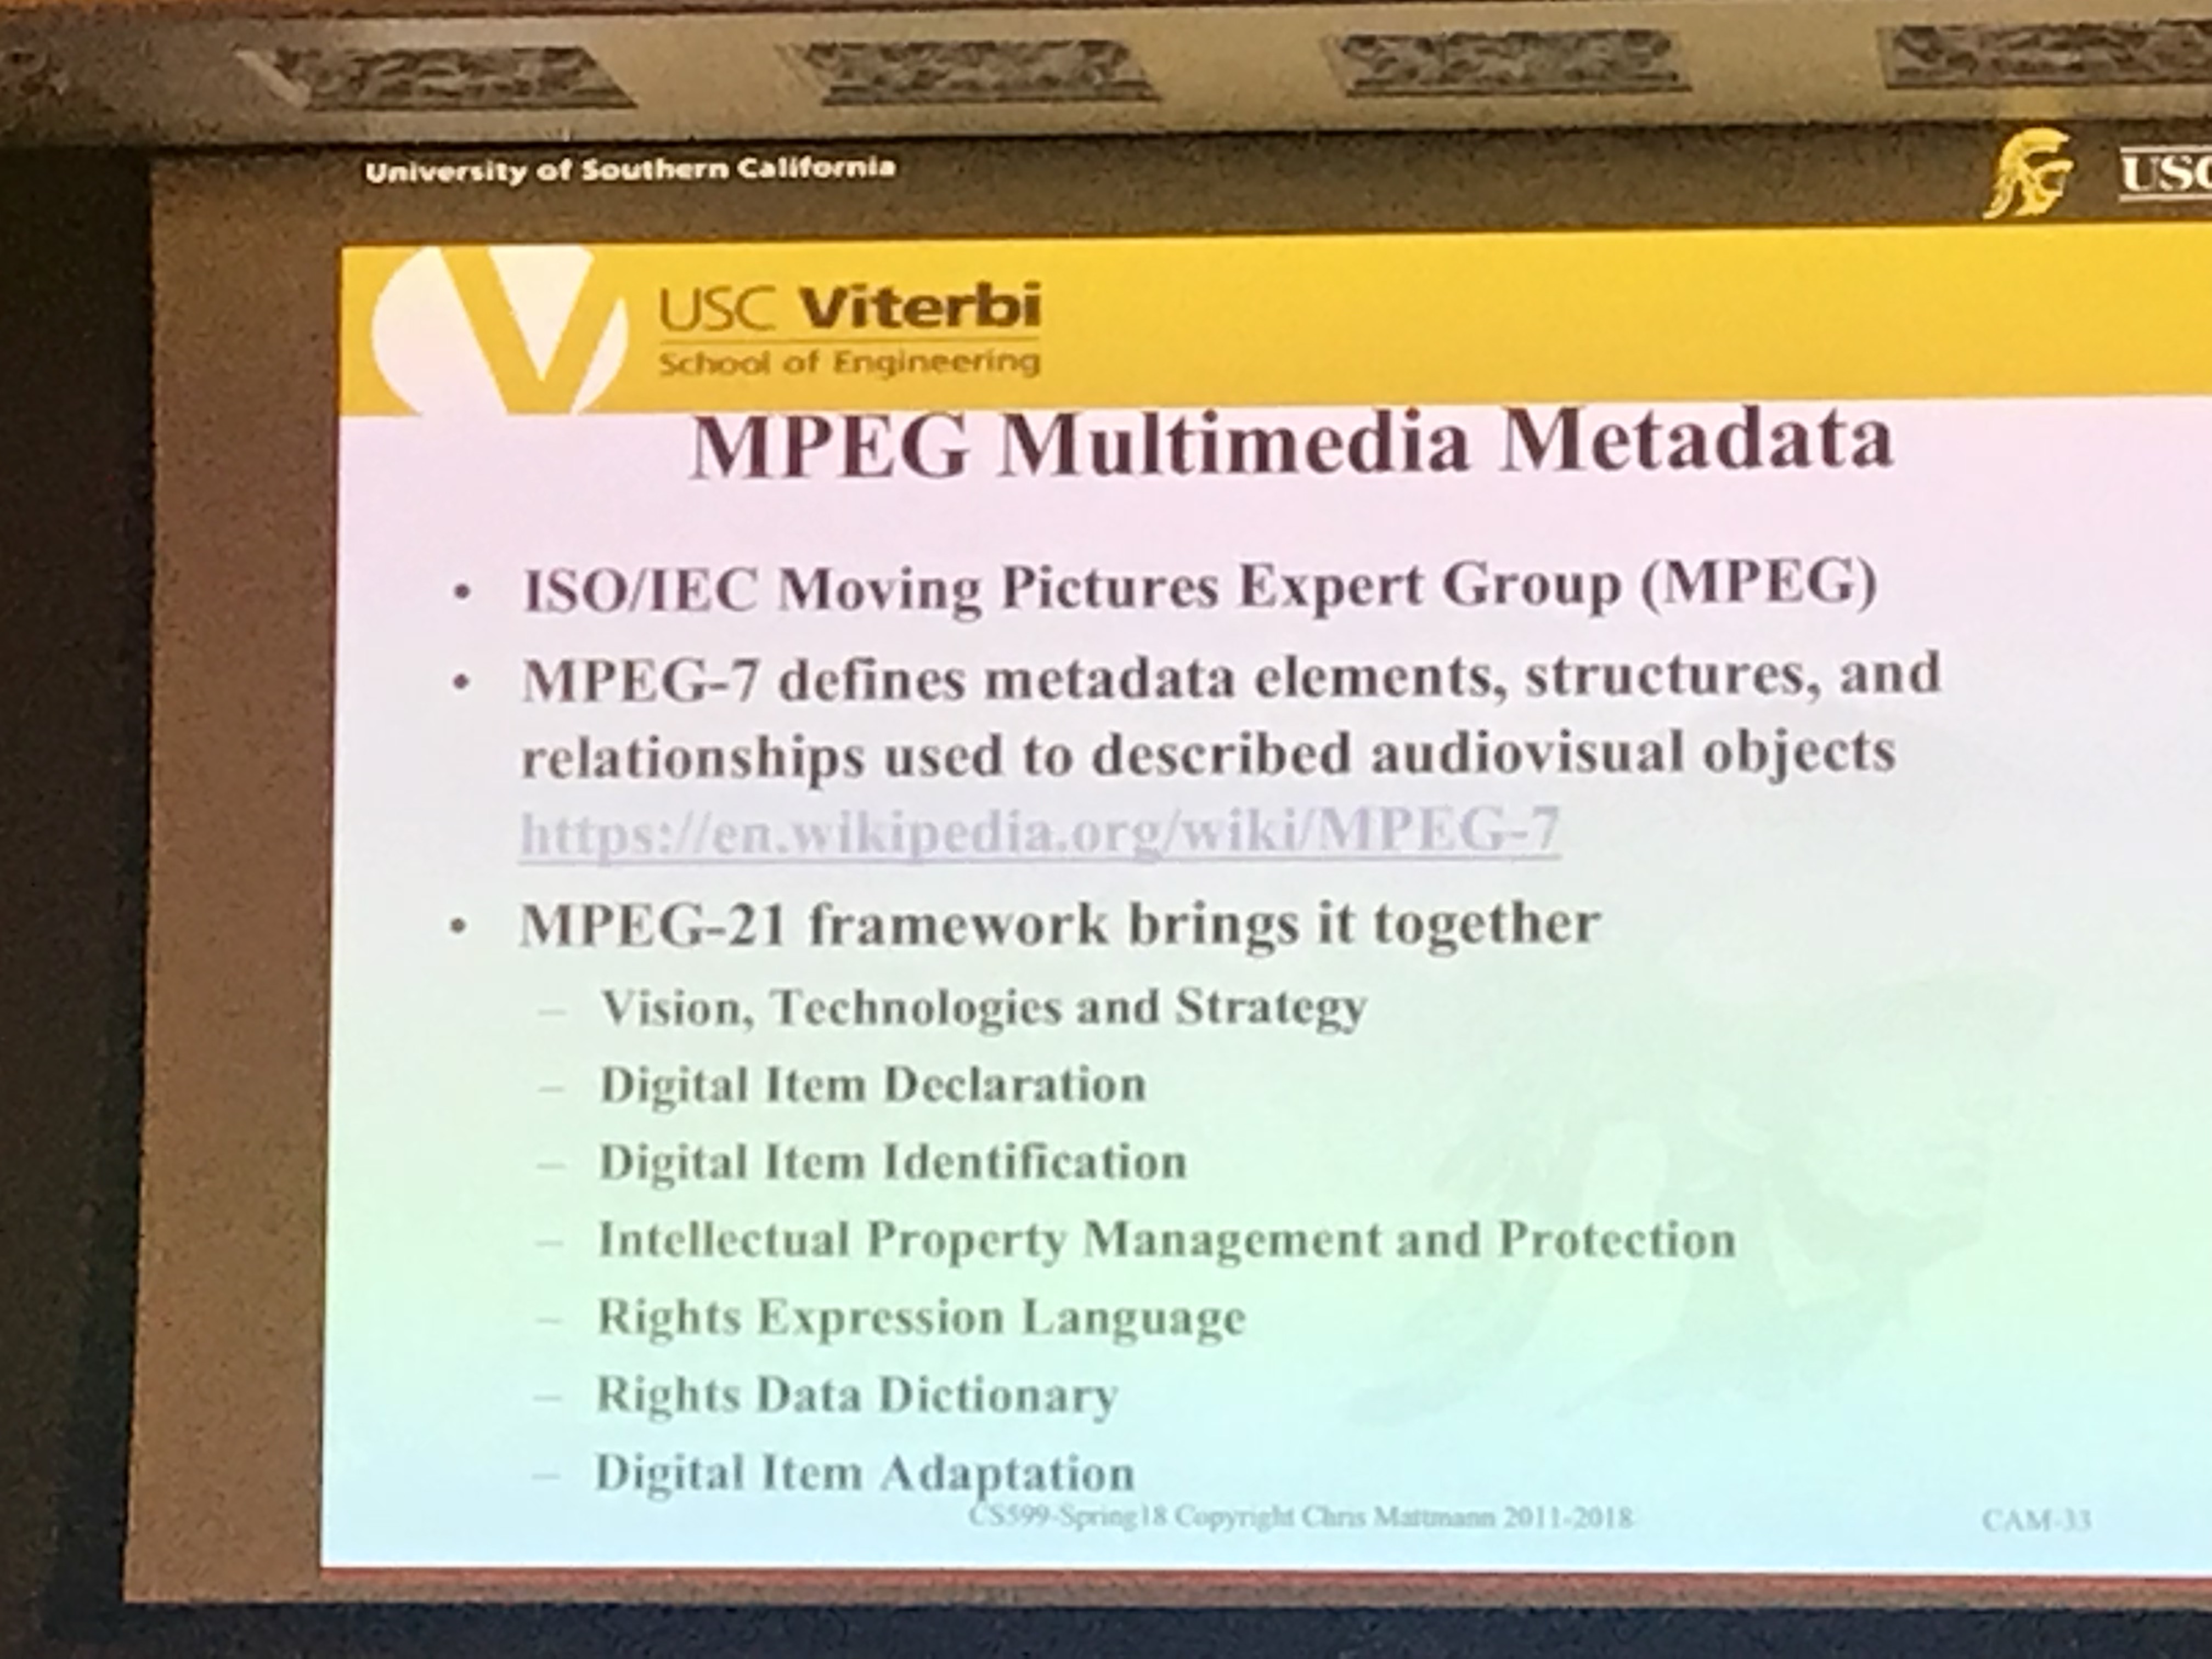 University of Southern California
USC
USC Viterbi
School of Engineering
MPEG Multimedia Metadata
• ISO/IEC Moving Pictures Expert Group (MPEG)
• MPEG-7 defines metadata elements, structures, and
relationships used to described audiovisual objects
https://en.wikipedia.org/wiki/MPEG-7
• MPEG-21 framework brings it together
– Vision, Technologies and Strategy
– Digital Item Declaration
– Digital Item Identification
– Intellectual Property Management and Protection
– Rights Expression Language
– Rights Data Dictionary
– Digital Item Adaptation
CS599-Spring18 Copyright Chris Mattmann 2011-2018
CAM-33